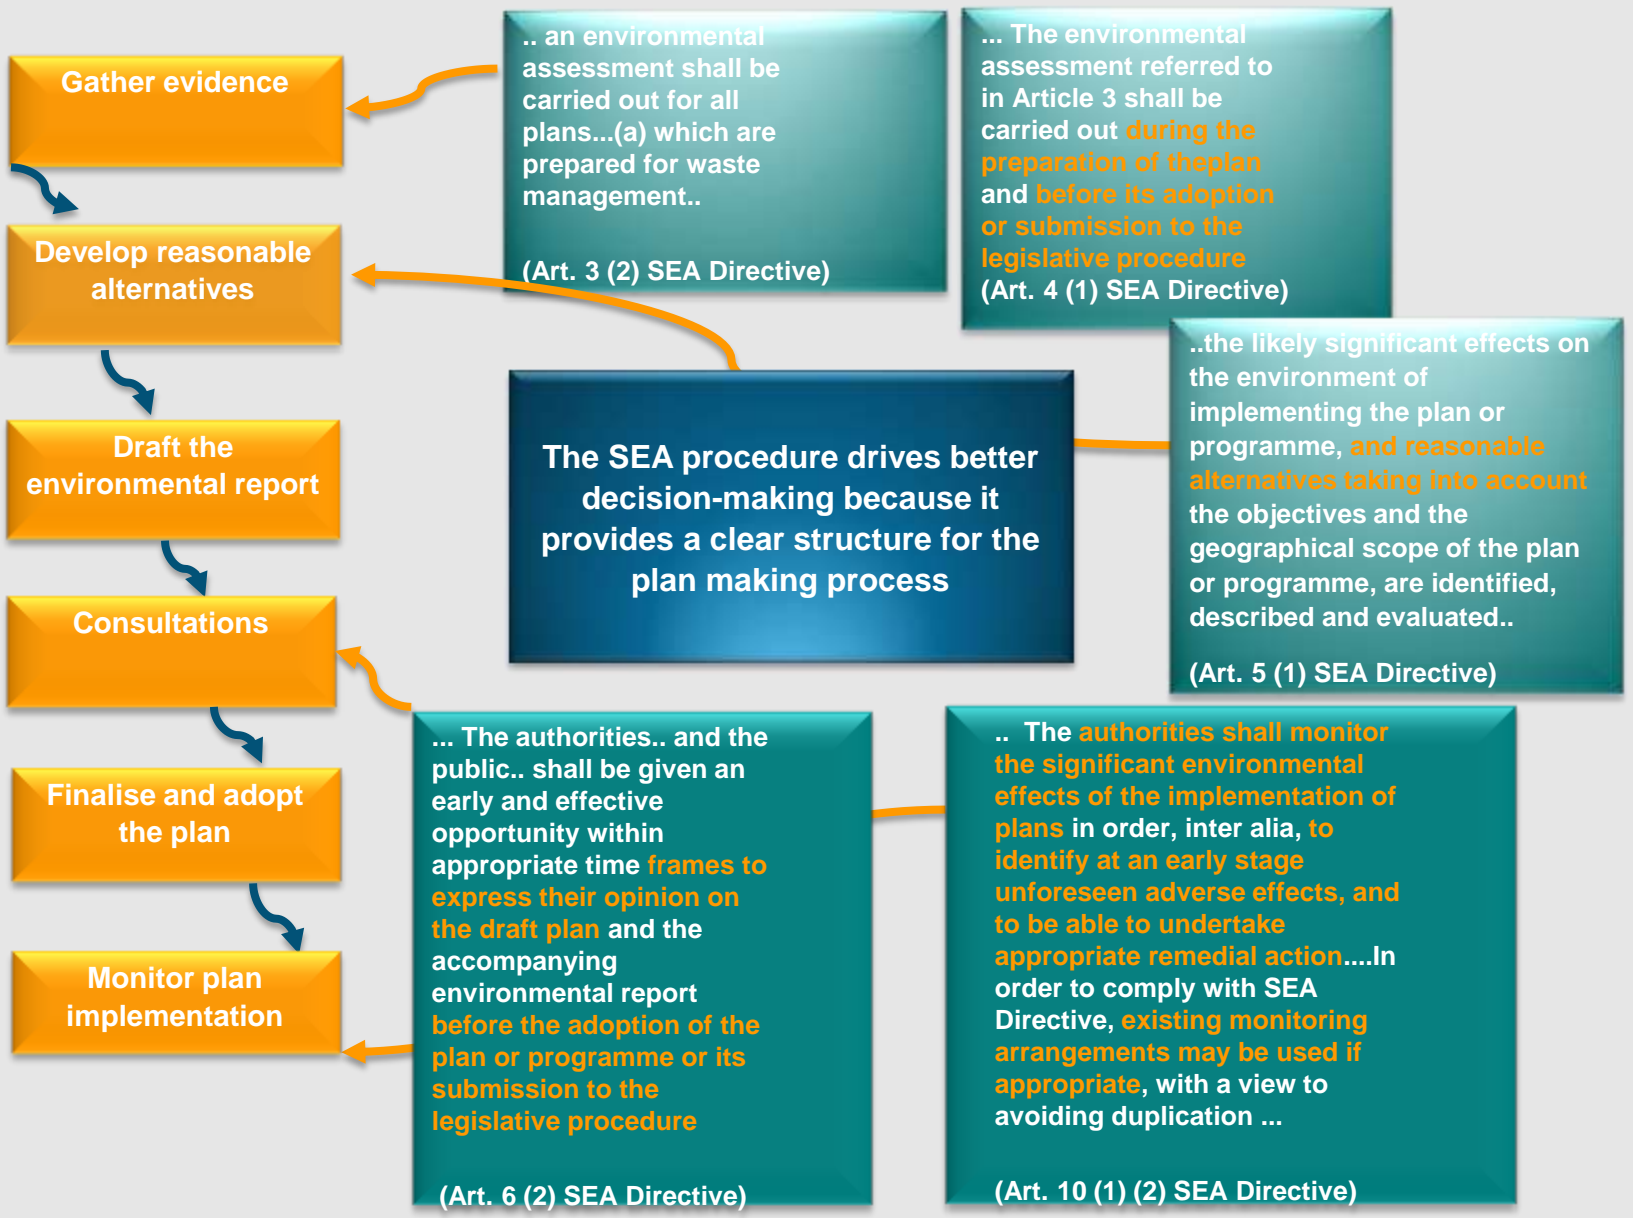 Gather evidence
Develop reasonable
alternatives
Draft the
environmental report
Consultations
Finalise and adopt
the plan
Monitor plan
implementation
.. an environmental
assessment shall be
carried out for all
plans...(a) which are
prepared for waste
management..
(Art. 3 (2) SEA Directive)
... The environmental
assessment referred to
in Article 3 shall be
carried out during the
preparation of theplan
and before its adoption
or submission to the
legislative procedure
(Art. 4 (1) SEA Directive)
..the likely significant effects on
the environment of
implementing the plan or
programme, and reasonable
alternatives taking into account
the objectives and the
geographical scope of the plan
or programme, are identified,
described and evaluated..
(Art. 5 (1) SEA Directive)
The SEA procedure drives better
decision-making because it
provides a clear structure for the
plan making process
... The authorities.. and the
public.. shall be given an
early and effective
opportunity within
appropriate time frames to
express their opinion on
the draft plan and the
accompanying
environmental report
before the adoption of the
plan or programme or its
submission to the
legislative procedure
(Art. 6 (2) SEA Directive)
.. The authorities shall monitor
the significant environmental
effects of the implementation of
plans in order, inter alia, to
identify at an early stage
unforeseen adverse effects, and
to be able to undertake
appropriate remedial action....In
order to comply with SEA
Directive, existing monitoring
arrangements may be used if
appropriate, with a view to
avoiding duplication ...
(Art. 10 (1) (2) SEA Directive)